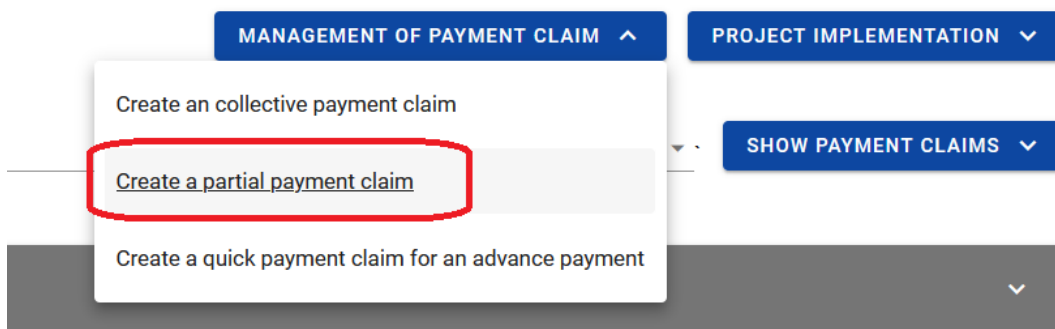 MANAGEMENT OF PAYMENT CLAIM
PROJECT IMPLEMENTATION
Create an collective payment claim
SHOW PAYMENT CLAIMS
Create a partial payment claim
Create a quick payment claim for an advance payment